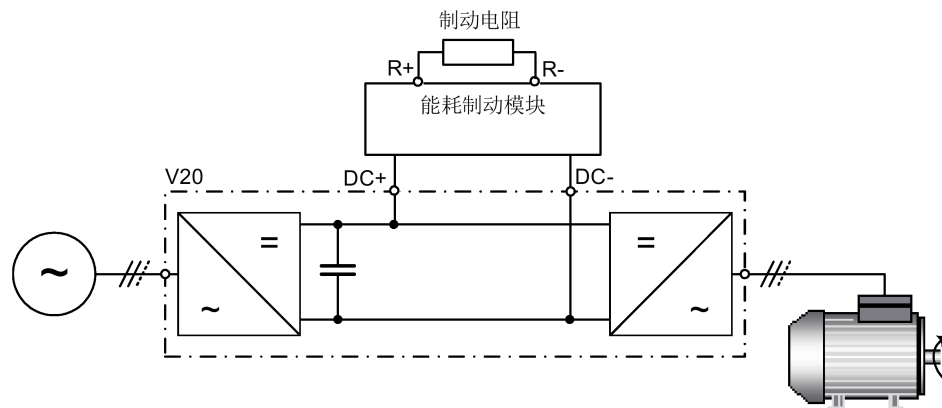 制动电阻
R+ R-
能耗制动模块
V20 DC+ DC-
= =
~ ~ ~